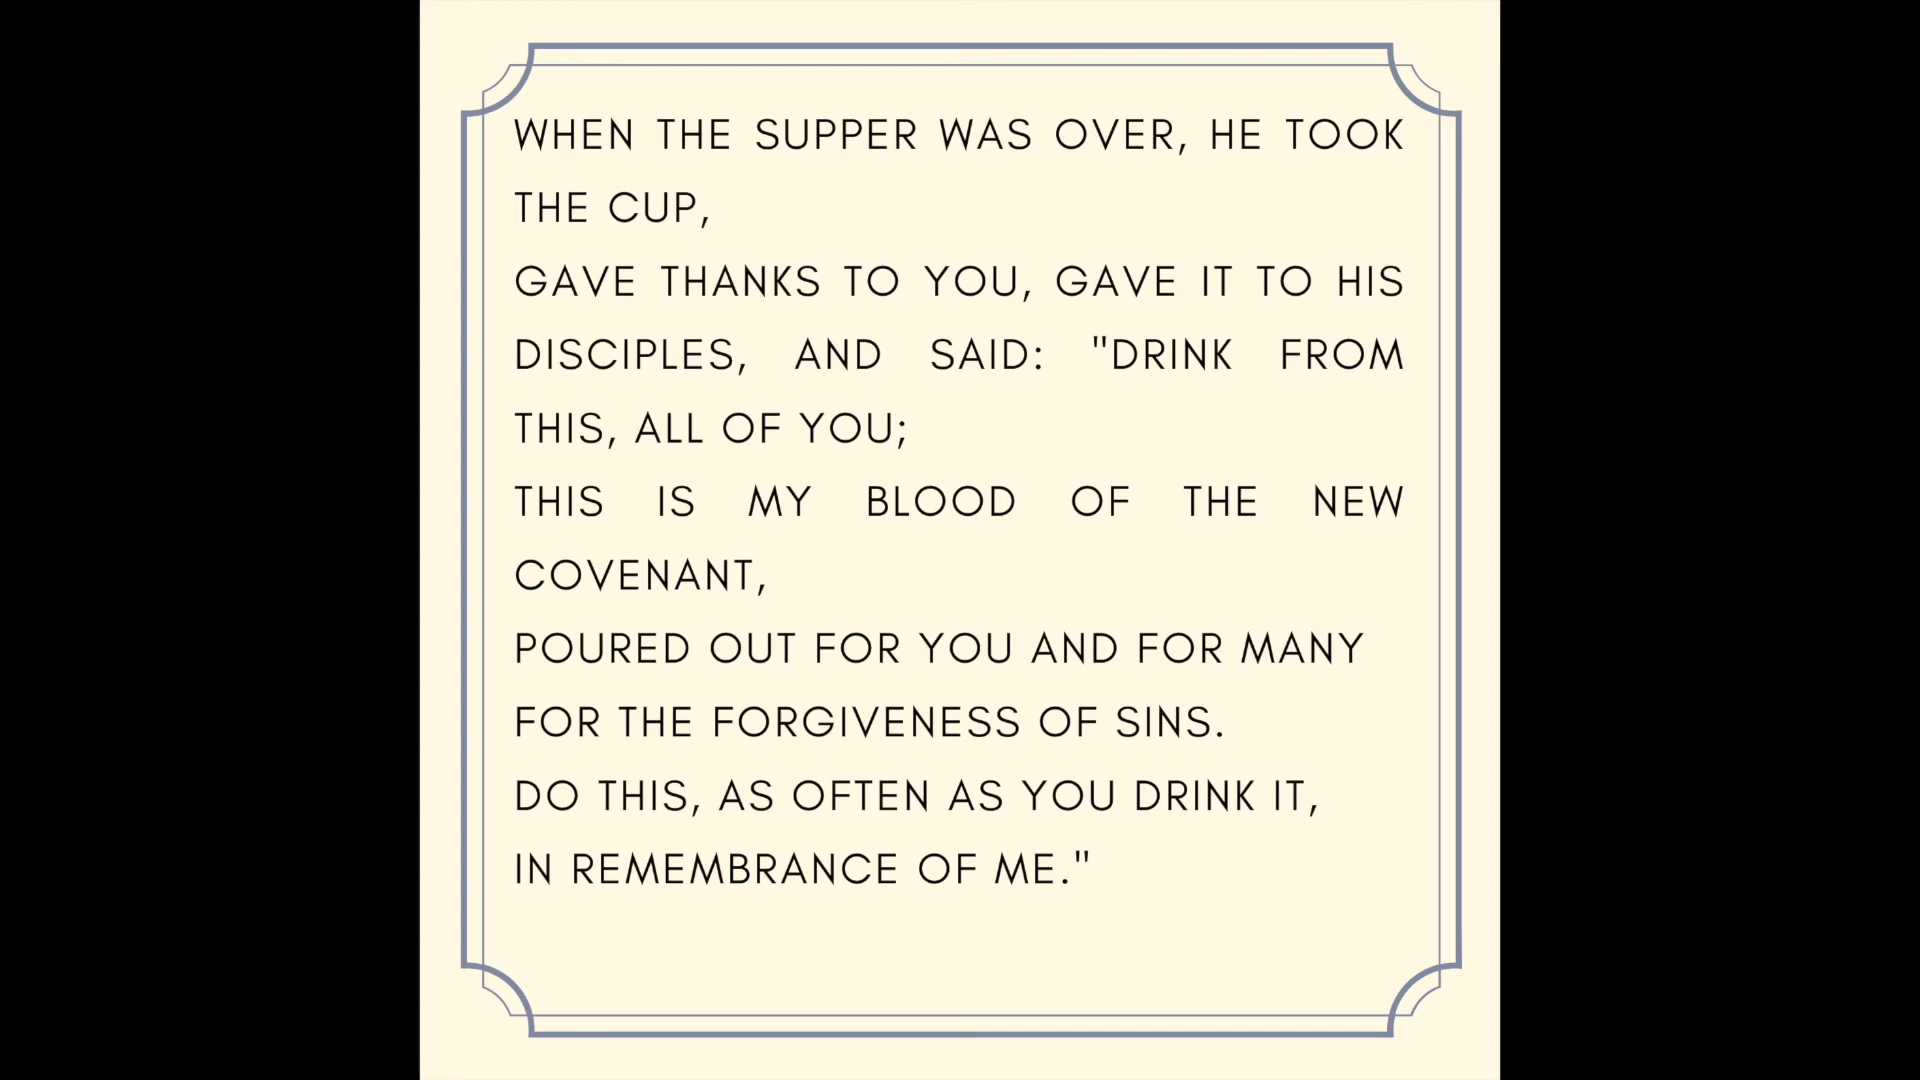 WHEN THE SUPPER WAS OVER, HE TOOK
THE CUP,
GAVE THANKS TO YOU, GAVE IT TO HIS
DISCIPLES, AND SAID: "DRINK FROM
THIS, ALL OF YOU;
THIS IS MY BLOOD OF THE NEW
COVENANT,
POURED OUT FOR YOU AND FOR MANY
FOR THE FORGIVENESS OF SINS.
DO THIS, AS OFTEN AS YOU DRINK IT,
IN REMEMBRANCE OF ME."